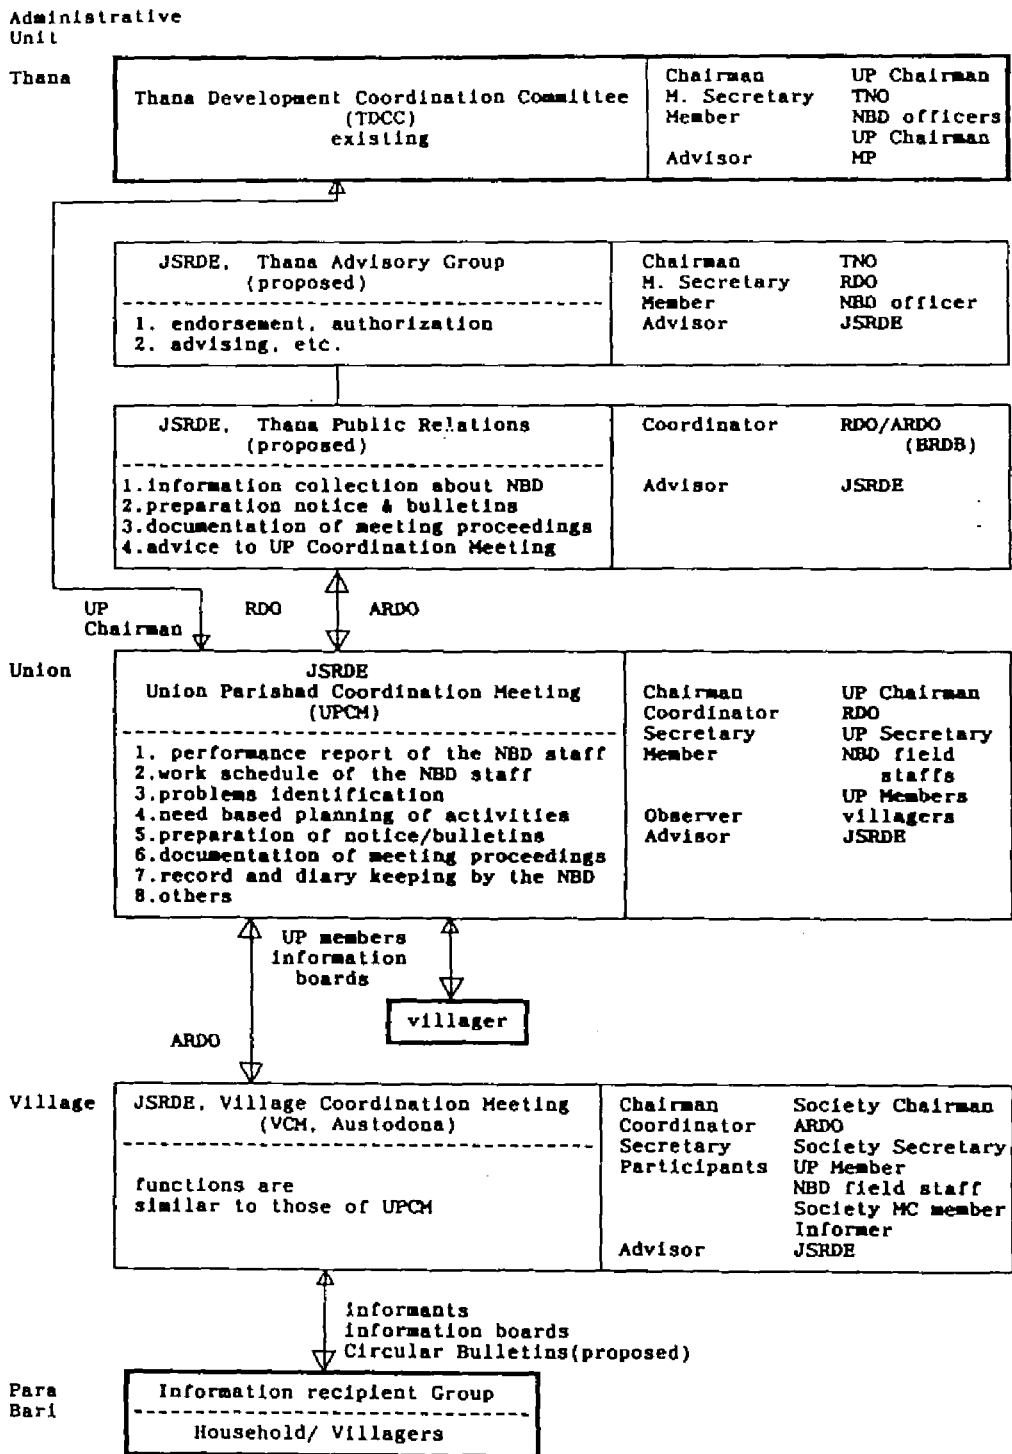 Administrative
Unit
Thana
Thana Development Coordination Committee
(TDCC)
existing
Chairman UP Chairman
M. Secretary TNO
Member NBD officers
UP Chairman
Advisor MP
JSRDE, Thana Advisory Group
(proposed)
1. endorsement, authorization
2. advising, etc.
Chairman TNO
M. Secretary RDO
Member NBD officer
Advisor JSRDE
JSRDE, Thana Public Relations
(proposed)
1.information collection about NBD
2.preparation notice & bulletins
3.documentation of meeting proceedings
4.advice to UP Coordination Meeting
Coordinator RDO/ARDO
(BRDB)
Advisor JSRDE
UP
Chairman
RDO ARDO
Union
JSRDE
Union Parishad Coordination Meeting
(UPCM)
1. performance report of the NBD staff
2.work schedule of the NBD staff
3.problems identification
4.need based planning of activities
5.preparation of notice/bulletins
6.documentation of meeting proceedings
7.record and diary keeping by the NBD
8.others
Chairman UP Chairman
Coordinator RDO
Secretary UP Secretary
Member NBD field
staffs
UP Members
Observer villagers
Advisor JSRDE
UP members
information
boards
villager
ARDO
Village
JSRDE, Village Coordination Meeting
(VCM, Austodona)
functions are
similar to those of UPCM
Chairman Society Chairman
Coordinator ARDO
Secretary Society Secretary
Participants UP Member
NBD field staff
Society MC member
Informer
Advisor JSRDE
informants
information boards
Circular Bulletins(proposed)
Para
Bari
Information recipient Group
Household/ Villagers